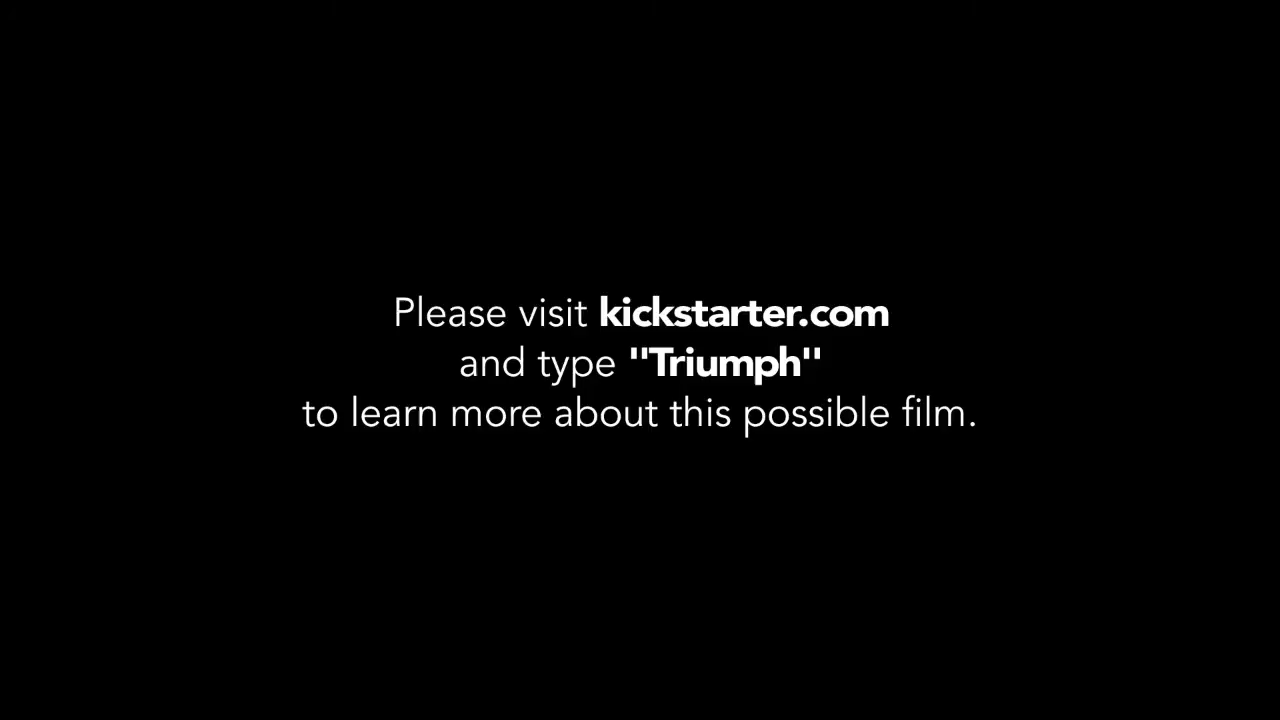 Please visit kickstarter.com
and type "Triumph"
to learn more about this possible film.